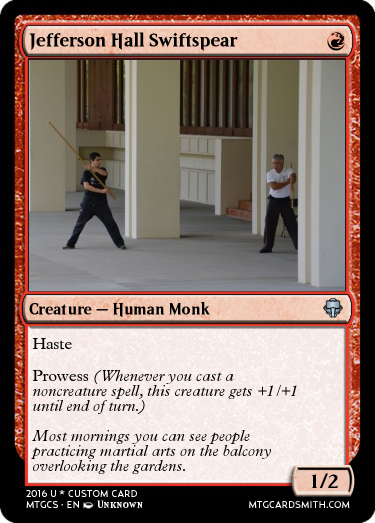 Jefferson Hall Swiftspear
Creature — Human Monk
Haste
Prowess (Whenever you cast a
noncreature spell, this creature gets +1/+1
until end of turn.)
Most mornings you can see people
practicing martial arts on the balcony
overlooking the gardens.
1/2
2016 U * CUSTOM CARD
MTGCS · EN Unknown
MTGCARDSMITH.COM